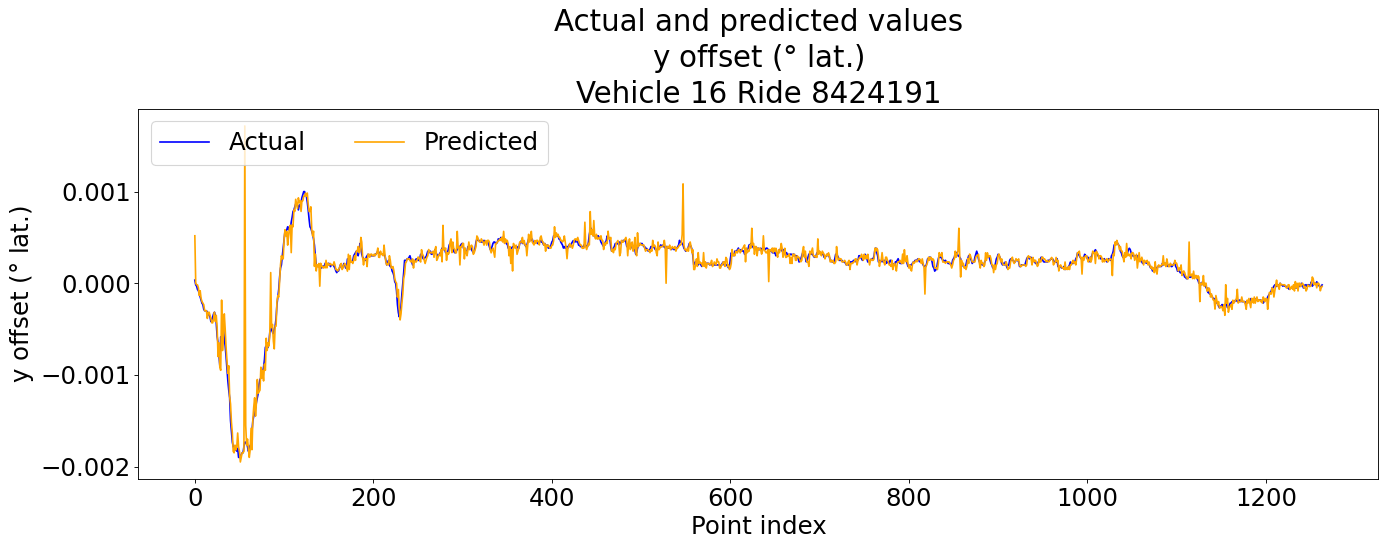 Actual and predicted values
y offset (° lat.)
Vehicle 16 Ride 8424191
Actual
Predicted
y offset (° lat.)
0.001
0.000
−0.001
−0.002
0
200
400
600
800
1000
1200
Point index